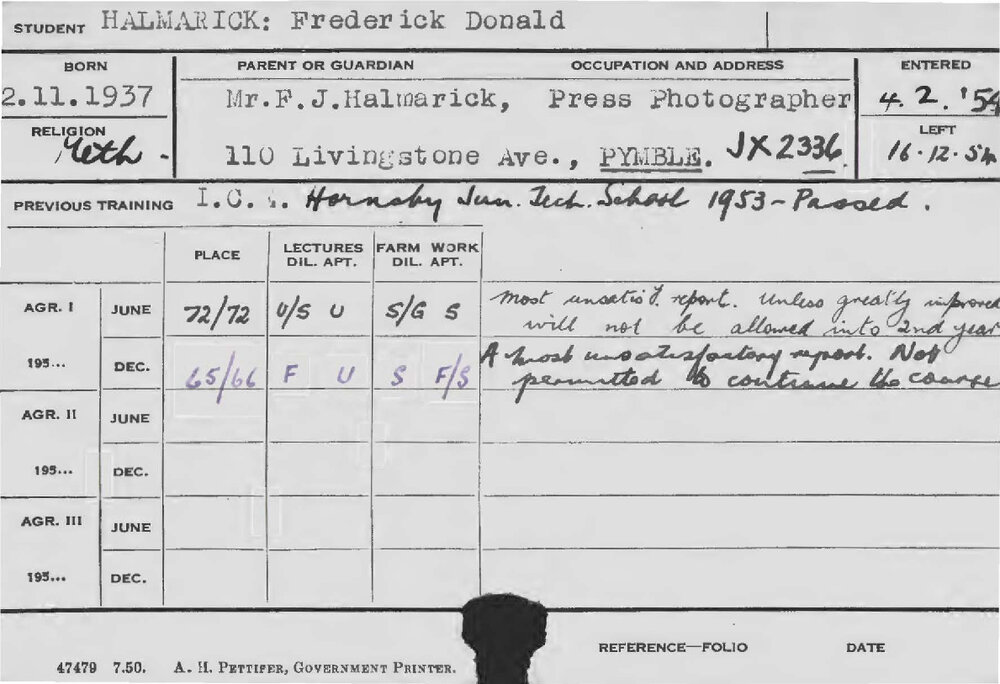 STUDENT HALMARICK: Frederick Donald
BORN PARENT OR GUARDIAN OCCUPATION AND ADDRESS ENTERED
2.11.1937 Mr.F.J.Halmarick, Press Photographer 4.2.'54
RELIGION LEFT
Meth. 110 Livingstone Ave., PYMBLE. JX2336 16.12.54
PREVIOUS TRAINING I.C. Hornsby Jun. Tech. School 1953 - Passed.
PLACE LECTURES FARM WORK
DIL. APT. DIL. APT.
AGR. I JUNE 72/72 U/S U S/G S Most unsatisf. report. Unless greatly improved
will not be allowed into 2nd year
195... DEC. 65/66 F U S F/S A most unsatisfactory report. Not
permitted to continue the course
AGR. II JUNE
195... DEC.
AGR. III JUNE
195... DEC.
REFERENCE—FOLIO DATE
47479 7.50. A. H. PETTIFER, GOVERNMENT PRINTER.